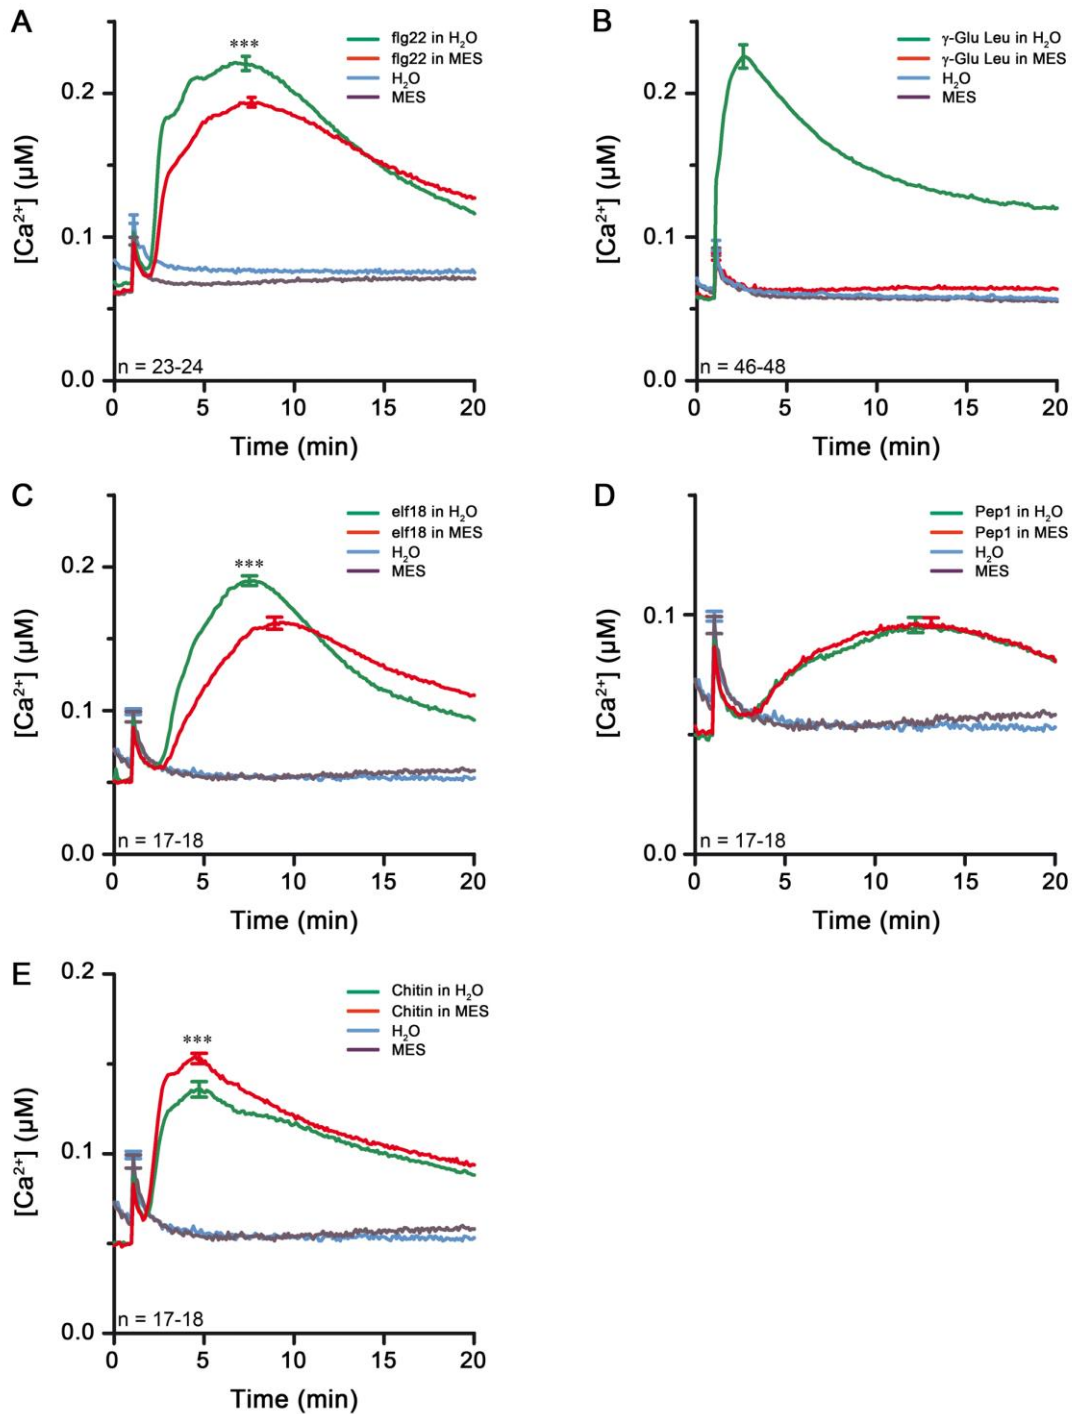 A
[Ca²⁺] (µM)
0.2
0.1
0.0
***
flg22 in H₂O
flg22 in MES
H₂O
MES
n = 23-24
0 5 10 15 20
Time (min)
B
[Ca²⁺] (µM)
0.2
0.1
0.0
γ-Glu Leu in H₂O
γ-Glu Leu in MES
H₂O
MES
n = 46-48
0 5 10 15 20
Time (min)
C
[Ca²⁺] (µM)
0.2
0.1
0.0
***
elf18 in H₂O
elf18 in MES
H₂O
MES
n = 17-18
0 5 10 15 20
Time (min)
D
[Ca²⁺] (µM)
0.1
0.0
Pep1 in H₂O
Pep1 in MES
H₂O
MES
n = 17-18
0 5 10 15 20
Time (min)
E
[Ca²⁺] (µM)
0.2
0.1
0.0
***
Chitin in H₂O
Chitin in MES
H₂O
MES
n = 17-18
0 5 10 15 20
Time (min)